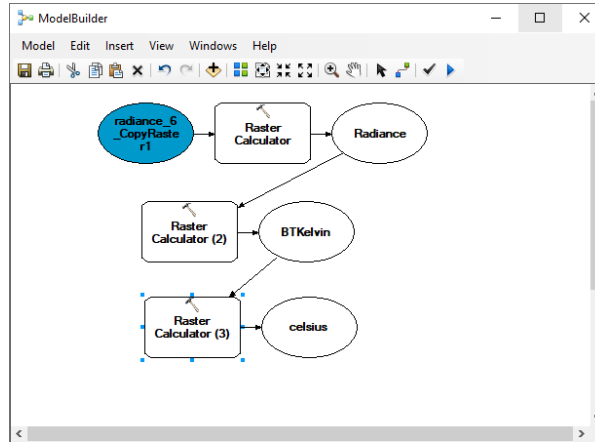 ModelBuilder
Model Edit Insert View Windows Help
radiance_6
_CopyRaste
r1
Raster
Calculator
Radiance
Raster
Calculator (2)
BTKelvin
Raster
Calculator (3)
celsius